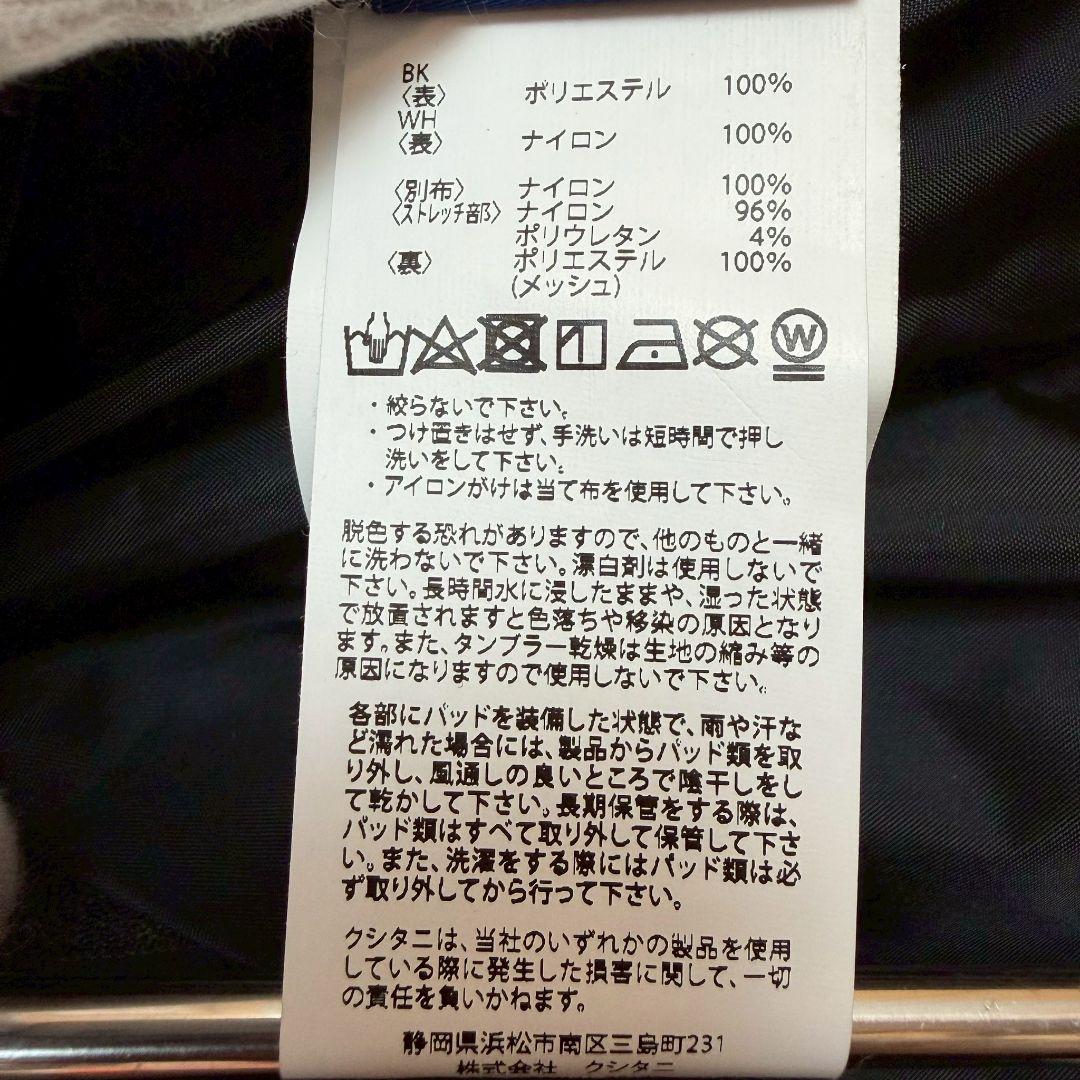 BK
〈表〉 ポリエステル 100%
WH
〈表〉 ナイロン 100%
〈別布〉 ナイロン 100%
〈ストレッチ部〉 ナイロン 96%
ポリウレタン 4%
〈裏〉 ポリエステル 100%
(メッシュ)
W
・絞らないで下さい。
・つけ置きはせず、手洗いは短時間で押し
洗いをして下さい。
・アイロンがけは当て布を使用して下さい。
脱色する恐れがありますので、他のものと一緒
に洗わないで下さい。漂白剤は使用しないで
下さい。長時間水に浸したままや、湿った状態
で放置されますと色落ちや移染の原因となり
ます。また、タンブラー乾燥は生地の縮み等の
原因になりますので使用しないで下さい。
各部にパッドを装備した状態で、雨や汗な
ど濡れた場合には、製品からパッド類を取
り外し、風通しの良いところで陰干しをし
て乾かして下さい。長期保管をする際は、
パッド類はすべて取り外して保管して下さ
い。また、洗濯をする際にはパッド類は必
ず取り外してから行って下さい。
クシタニは、当社のいずれかの製品を使用
している際に発生した損害に関して、一切
の責任を負いかねます。
静岡県浜松市南区三島町231
株式会社 クシタニ